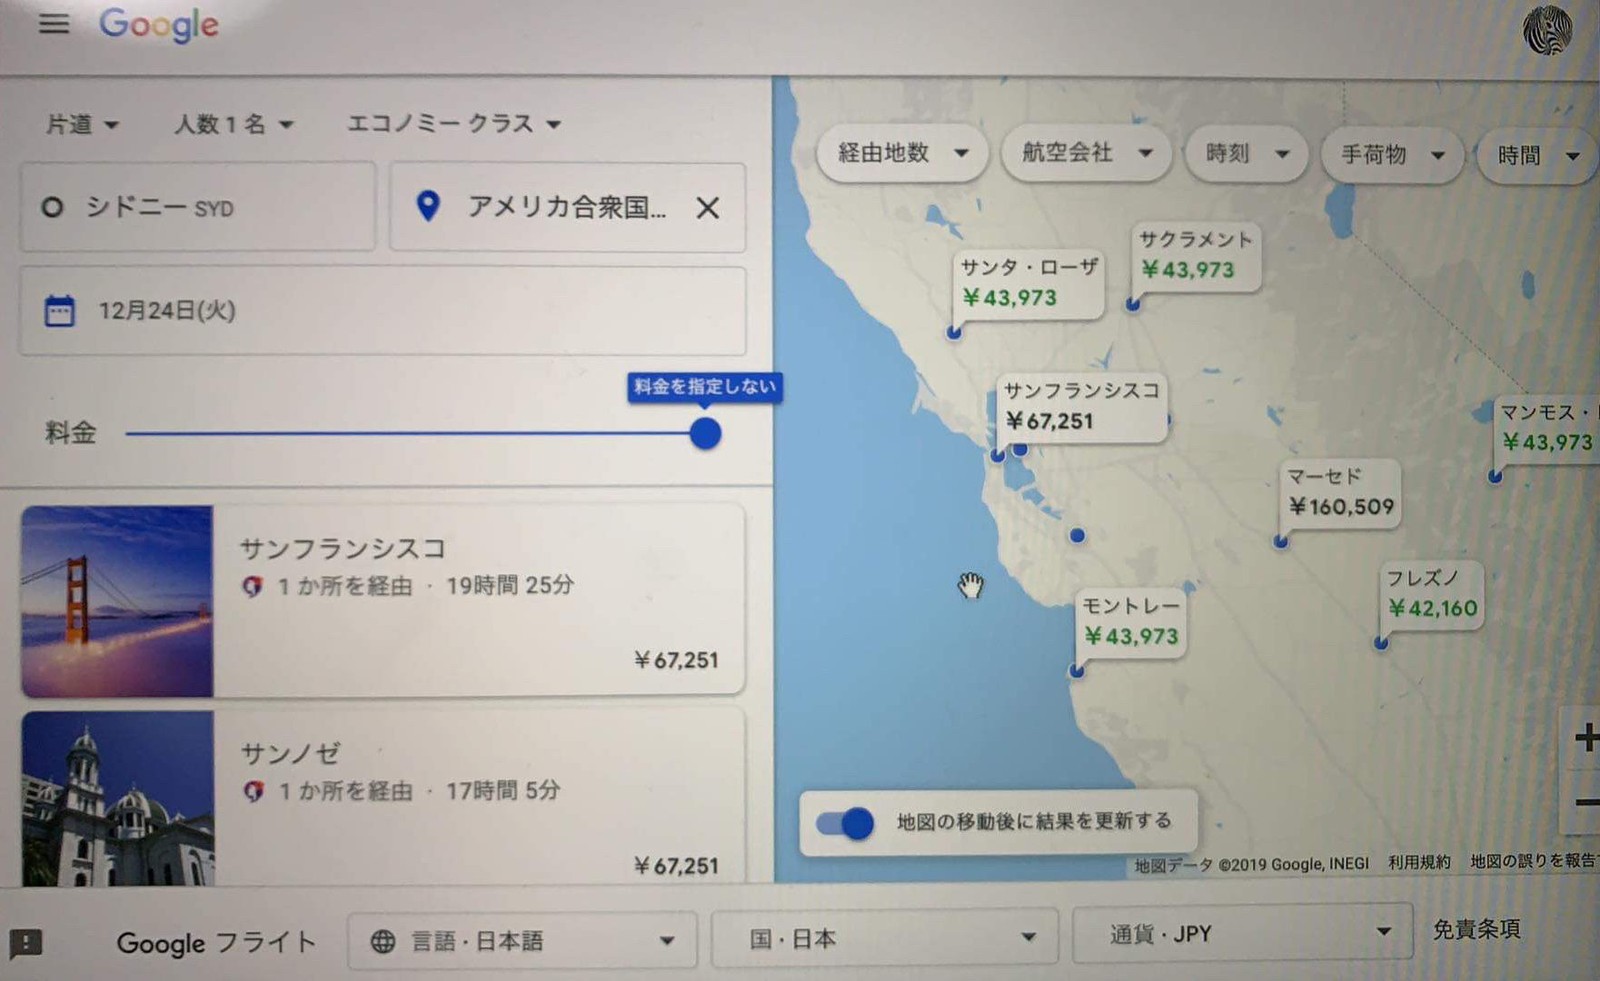 Google
片道
人数 1 名
エコノミー クラス
シドニー SYD
アメリカ合衆国...
12月24日(火)
料金を指定しない
料金
サンフランシスコ
1 か所を経由 · 19時間 25分
￥67,251
サンノゼ
1 か所を経由 · 17時間 5分
￥67,251
経由地数
航空会社
時刻
手荷物
時間
サクラメント
￥43,973
サンタ・ローザ
￥43,973
サンフランシスコ
￥67,251
マンモス・
￥43,973
マーセド
￥160,509
フレズノ
￥42,160
モントレー
￥43,973
地図の移動後に結果を更新する
地図データ ©2019 Google, INEGI 利用規約 地図の誤りを報告
Google フライト
言語 · 日本語
国 · 日本
通貨 · JPY
免責条項